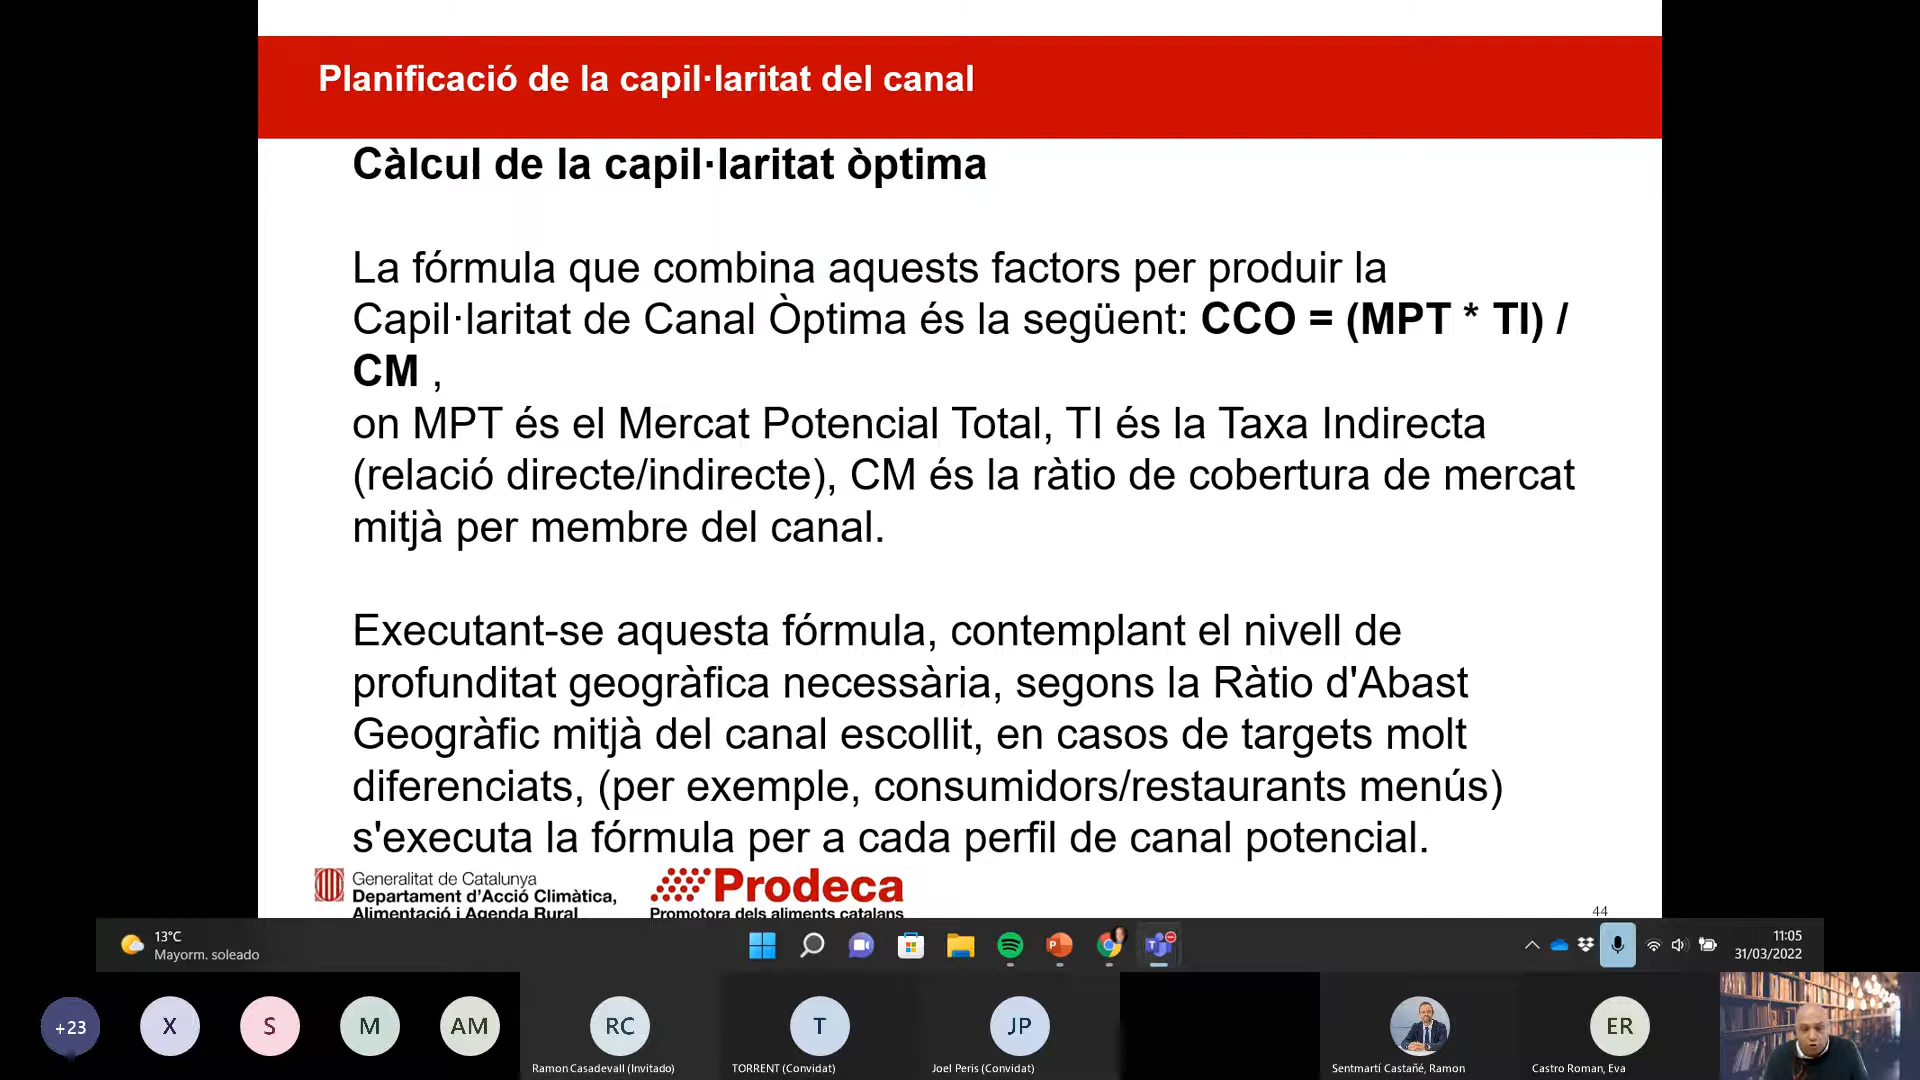 Planificació de la capil·laritat del canal
Càlcul de la capil·laritat òptima
La fórmula que combina aquests factors per produir la
Capil·laritat de Canal Òptima és la següent: CCO = (MPT * TI) /
CM ,
on MPT és el Mercat Potencial Total, TI és la Taxa Indirecta
(relació directe/indirecte), CM és la ràtio de cobertura de mercat
mitjà per membre del canal.
Executant-se aquesta fórmula, contemplant el nivell de
profunditat geogràfica necessària, segons la Ràtio d'Abast
Geogràfic mitjà del canal escollit, en casos de targets molt
diferenciats, (per exemple, consumidors/restaurants menús)
s'executa la fórmula per a cada perfil de canal potencial.
Generalitat de Catalunya
Departament d'Acció Climàtica,
Alimentació i Agenda Rural
Prodeca
Promotora dels aliments catalans
44
13°C
Mayorm. soleado
11:05
31/03/2022
+23
X
S
M
AM
RC
T
JP
ER
Ramon Casadevall (Invitado)
TORRENT (Convidat)
Joel Peris (Convidat)
Sentmartí Castañé, Ramon
Castro Roman, Eva